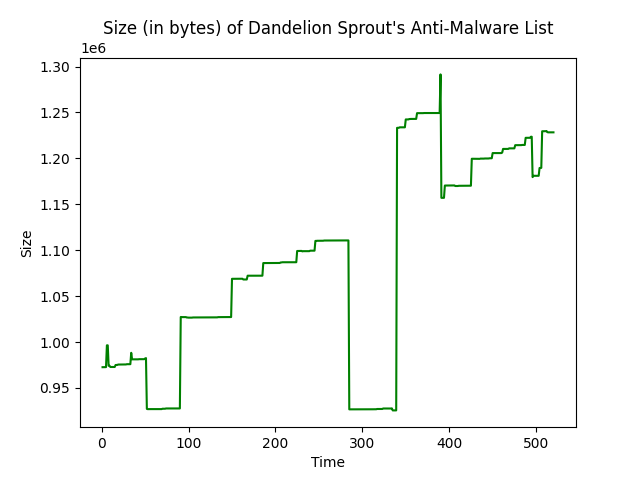 Size (in bytes) of Dandelion Sprout's Anti-Malware List
1e6
1.30
1.25
1.20
1.15
1.10
1.05
1.00
0.95
Size
0 100 200 300 400 500
Time